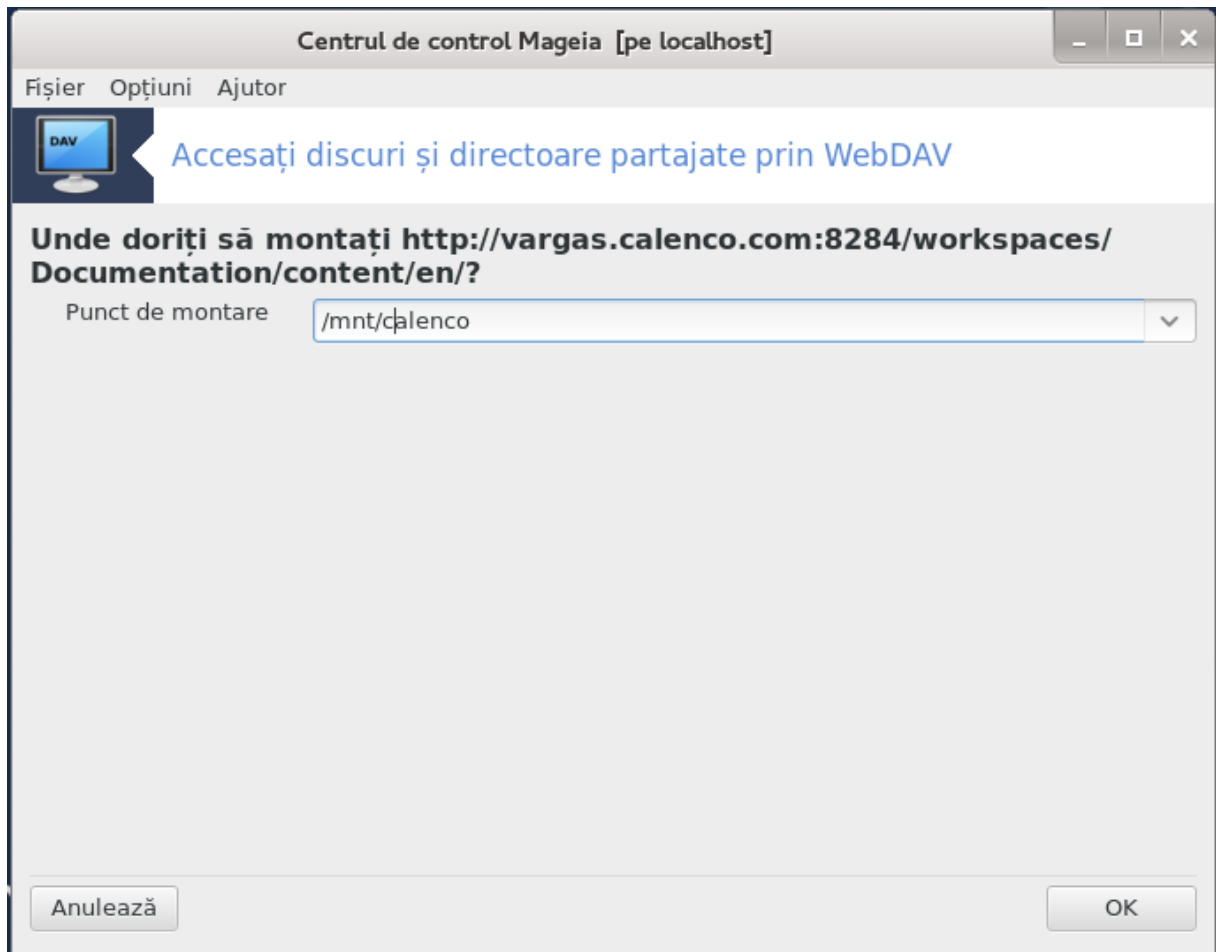 Centrul de control Mageia [pe localhost]
Fișier Opțiuni Ajutor
DAV
Accesați discuri și directoare partajate prin WebDAV
Unde doriți să montați http://vargas.calenco.com:8284/workspaces/
Documentation/content/en/?
Punct de montare
/mnt/calenco
Anulează
OK